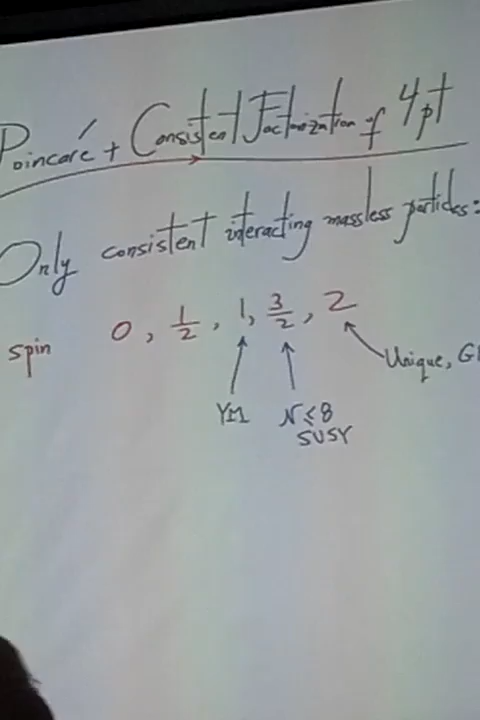 Poincaré + Consistent Factorization of 4pt
Only consistent interacting massless particles:
spin 0, 1/2, 1, 3/2, 2
Unique, GR
YM N≤8
SUSY